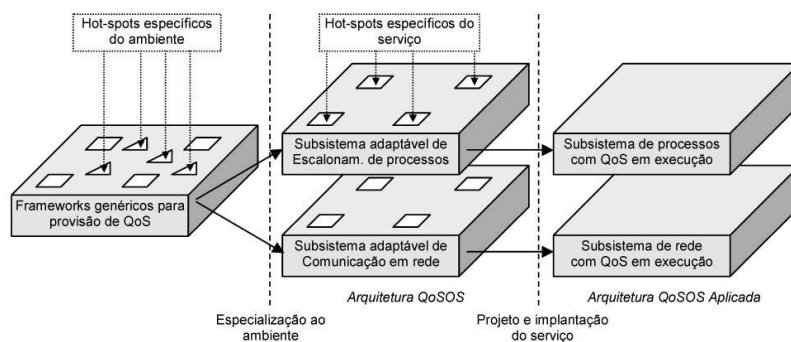 Hot-spots específicos
do ambiente
Hot-spots específicos do
serviço
Frameworks genéricos para
provisão de QoS
Subsistema adaptável de
Escalonam. de processos
Subsistema de processos
com QoS em execução
Subsistema adaptável de
Comunicação em rede
Subsistema de rede
com QoS em execução
Arquitetura QoSOS
Arquitetura QoSOS Aplicada
Especialização ao
ambiente
Projeto e implantação
do serviço